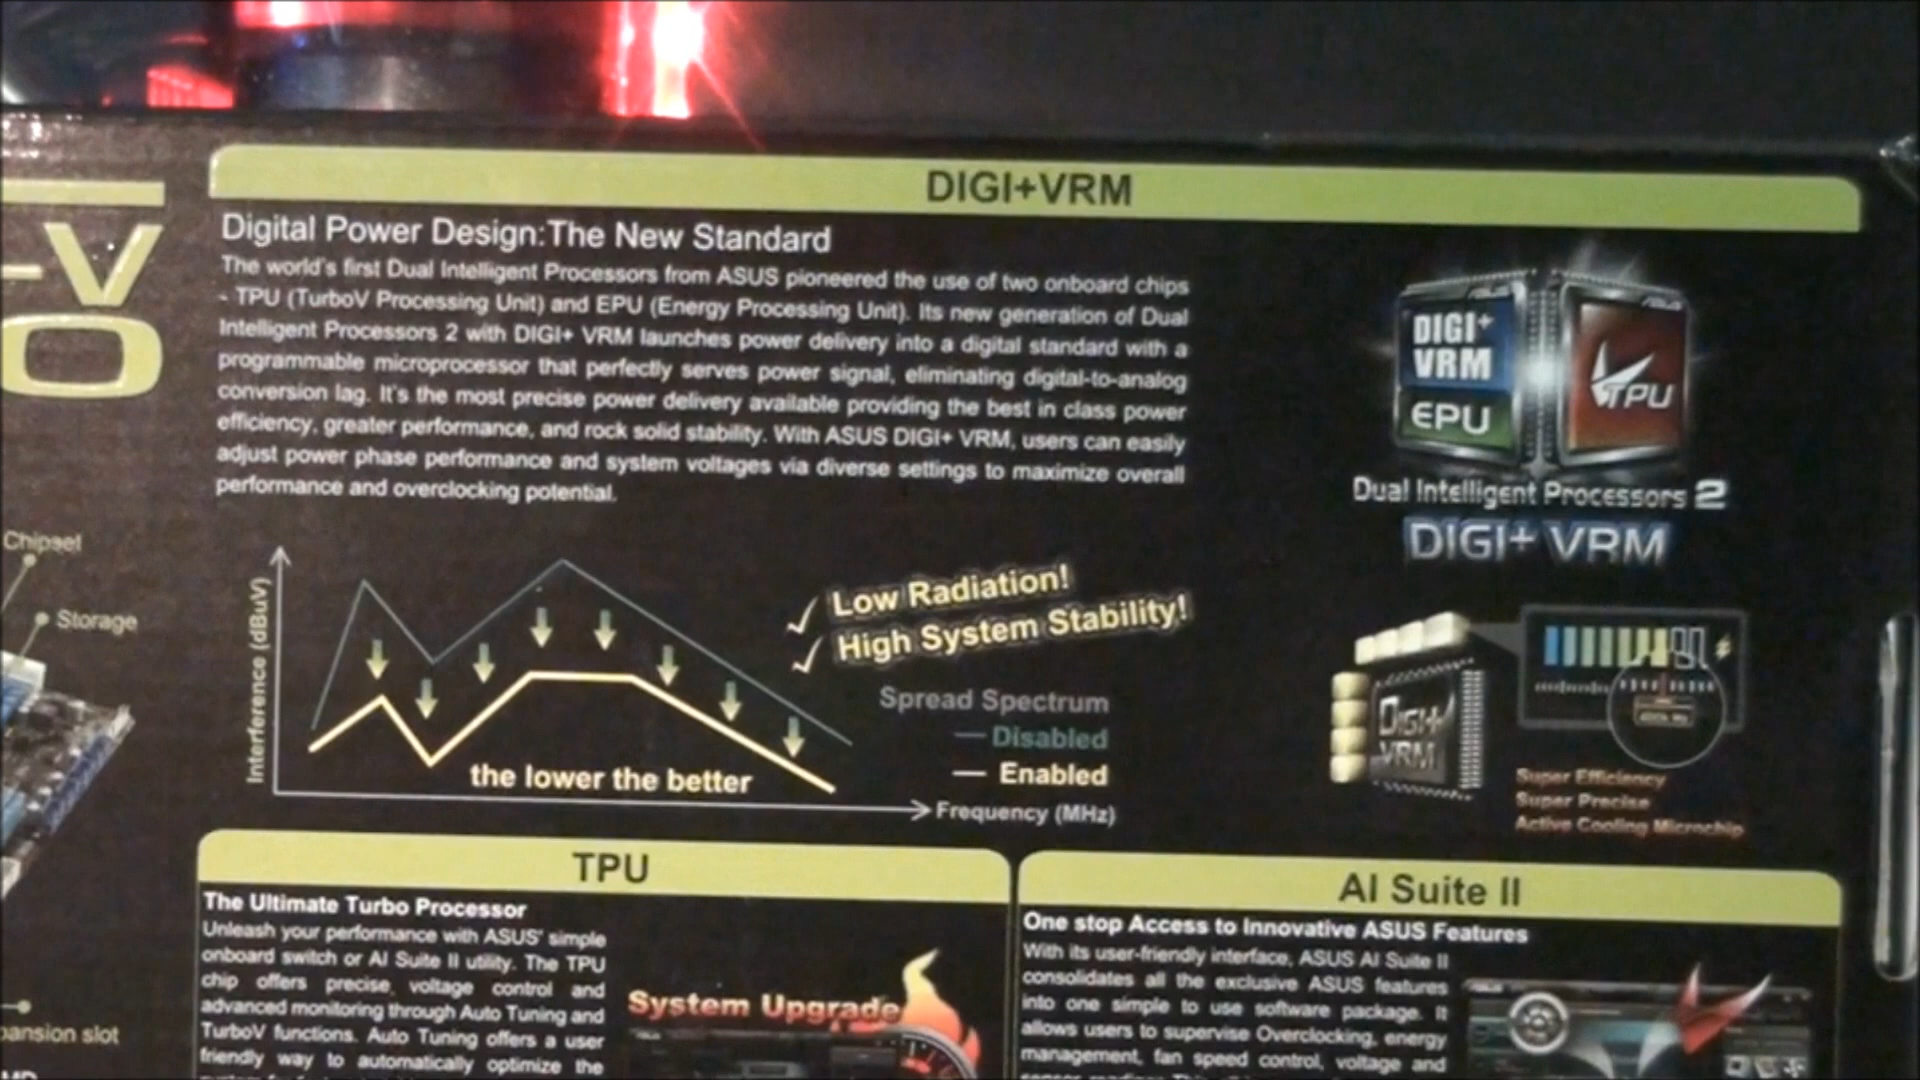 DIGI+VRM
Digital Power Design:The New Standard
The world's first Dual Intelligent Processors from ASUS pioneered the use of two onboard chips
- TPU (TurboV Processing Unit) and EPU (Energy Processing Unit). Its new generation of Dual
Intelligent Processors 2 with DIGI+ VRM launches power delivery into a digital standard with a
programmable microprocessor that perfectly serves power signal, eliminating digital-to-analog
conversion lag. It's the most precise power delivery available providing the best in class power
efficiency, greater performance, and rock solid stability. With ASUS DIGI+ VRM, users can easily
adjust power phase performance and system voltages via diverse settings to maximize overall
performance and overclocking potential.
-V
O
Chipset
Storage
DIGI+
VRM
EPU
TPU
Dual Intelligent Processors 2
DIGI+ VRM
Interference (dBuV)
Low Radiation!
High System Stability!
Spread Spectrum
Disabled
Enabled
the lower the better
Frequency (MHz)
DIGI+
VRM
Super Efficiency
Super Precise
Active Cooling Microchip
TPU
The Ultimate Turbo Processor
Unleash your performance with ASUS' simple
onboard switch or AI Suite II utility. The TPU
chip offers precise voltage control and
advanced monitoring through Auto Tuning and
TurboV functions. Auto Tuning offers a user
friendly way to automatically optimize the
System Upgrade
AI Suite II
One stop Access to Innovative ASUS Features
With its user-friendly interface, ASUS AI Suite II
consolidates all the exclusive ASUS features
into one simple to use software package. It
allows users to supervise Overclocking, energy
management, fan speed control, voltage and
pansion slot